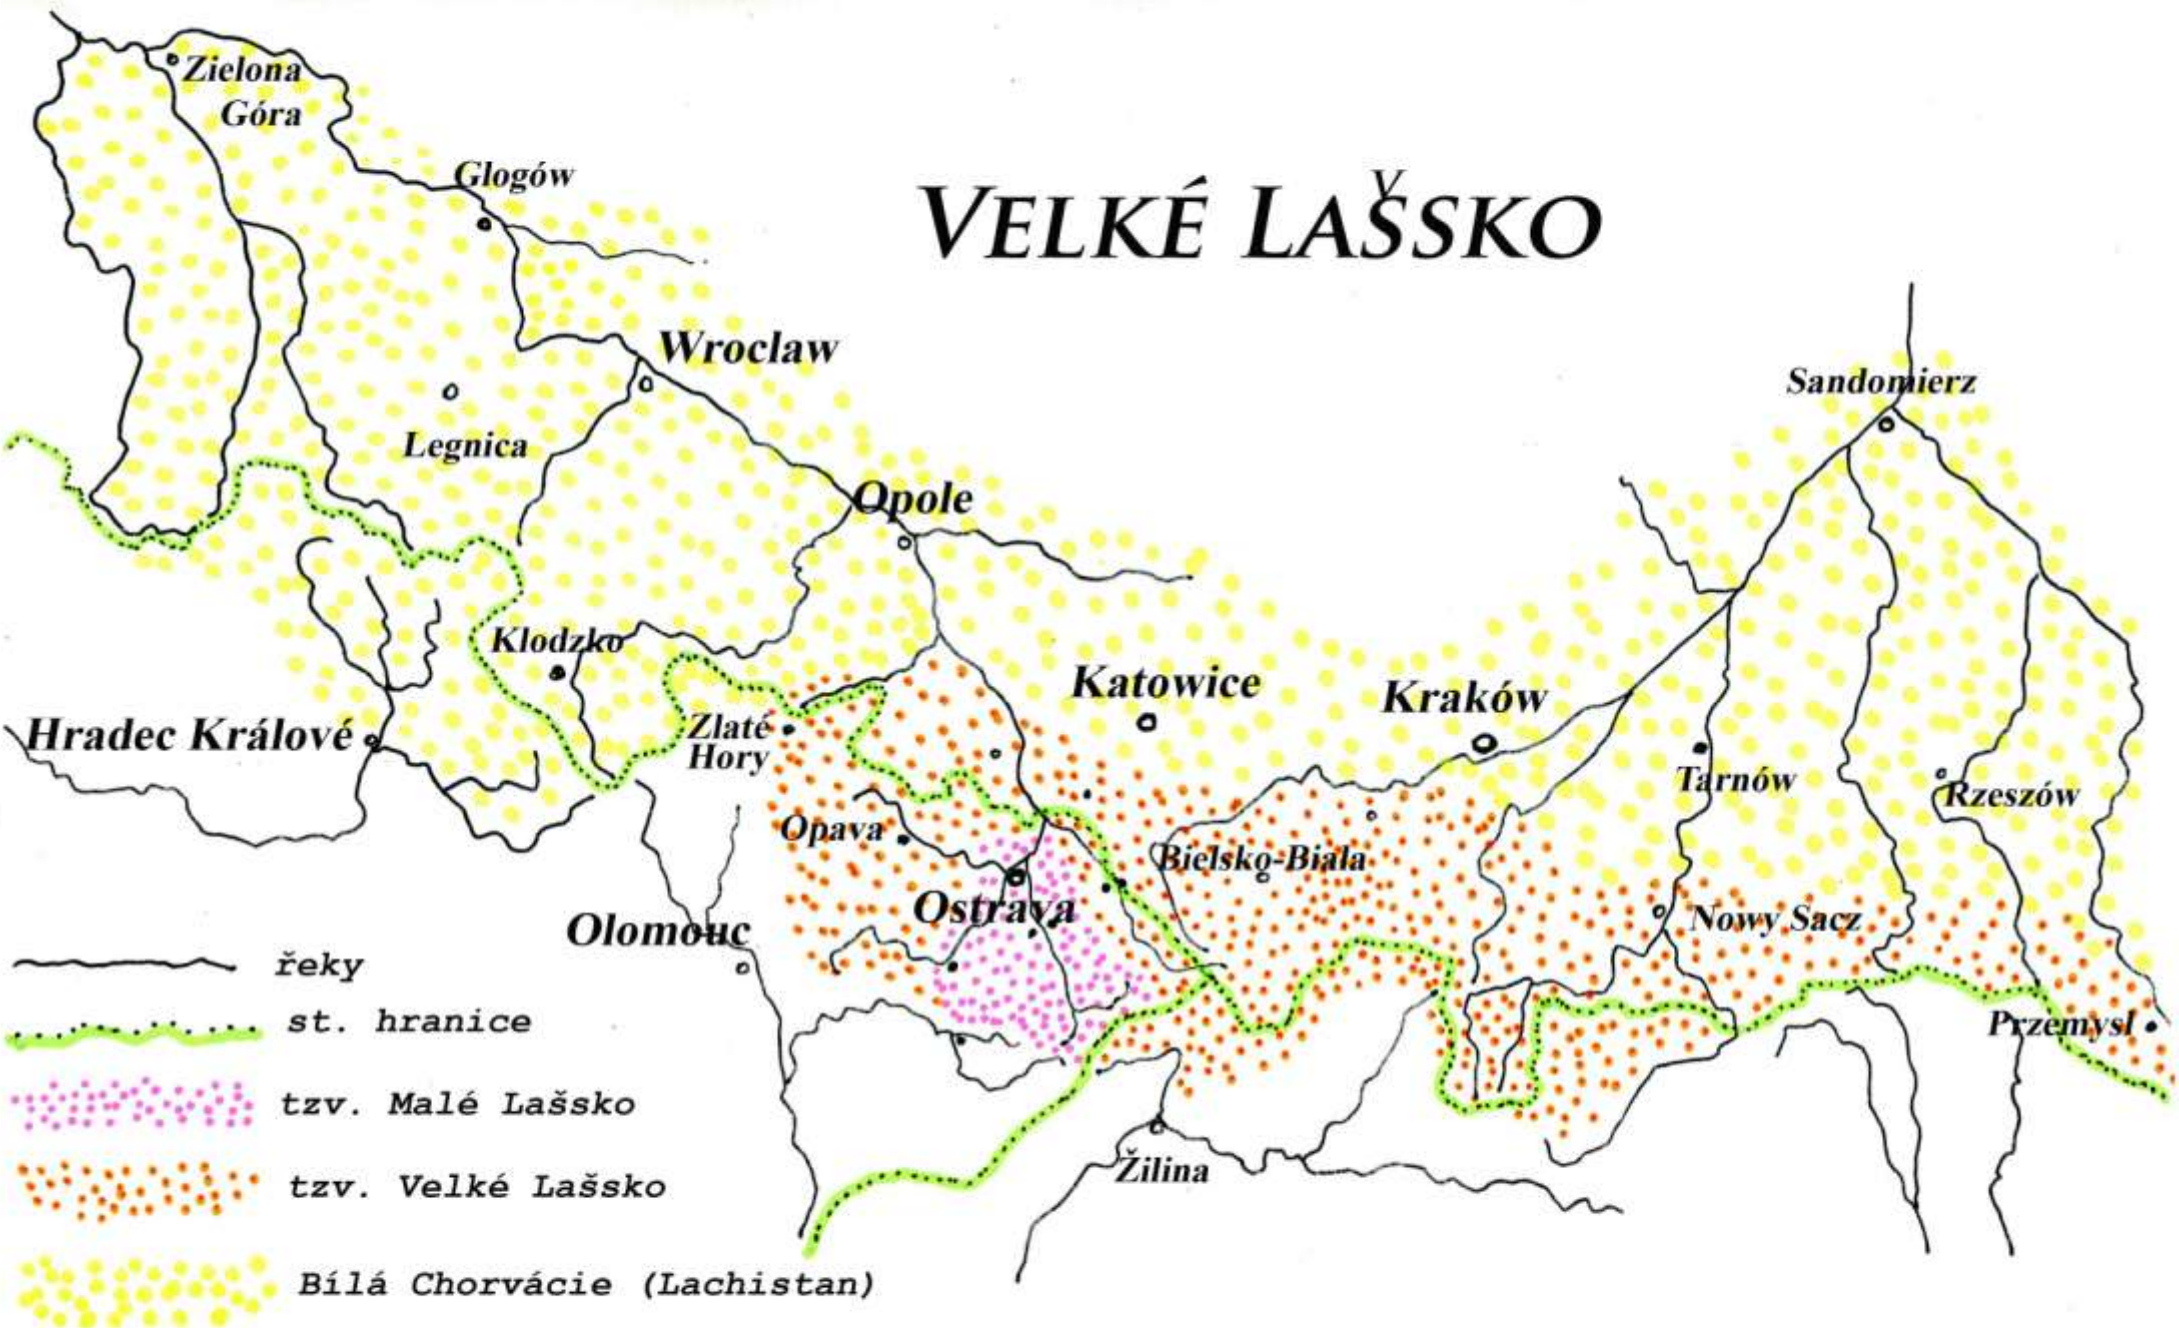 Zielona
Góra
Glogów
VELKÉ LAŠSKO
Wroclaw
Sandomierz
Legnica
Opole
Klodzko
Katowice
Kraków
Hradec Králové
Zlaté
Hory
Tarnów
Rzeszów
Opava
Bielsko-Biala
Ostrava
Nowy Sacz
Olomouc
řeky
st. hranice
Przemysl
tzv. Malé Lašsko
Žilina
tzv. Velké Lašsko
Bílá Chorvácie (Lachistan)